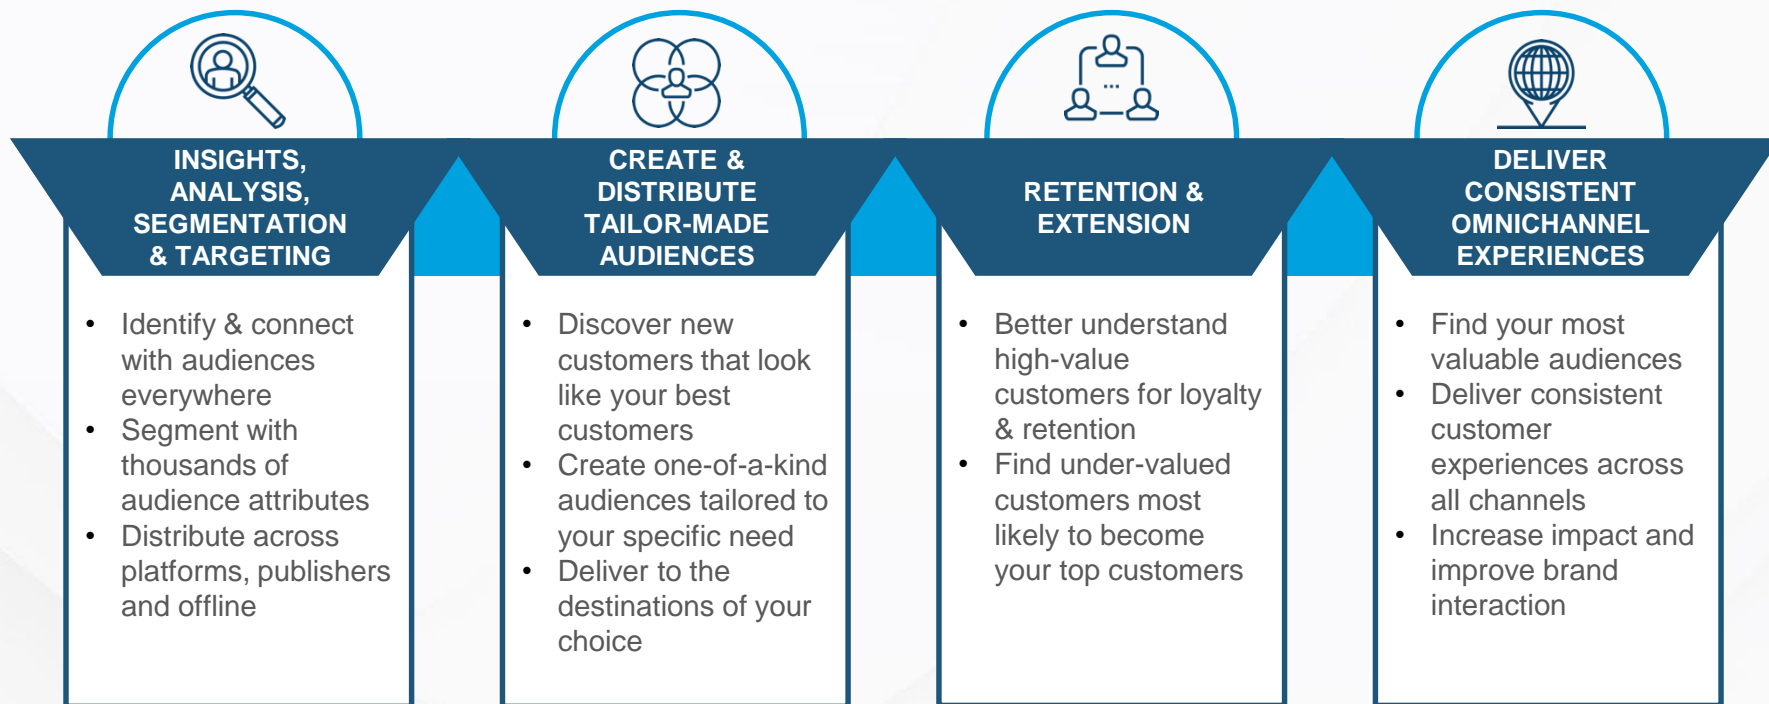 INSIGHTS,
ANALYSIS,
SEGMENTATION
& TARGETING
• Identify & connect
with audiences
everywhere
• Segment with
thousands of
audience attributes
• Distribute across
platforms, publishers
and offline
CREATE &
DISTRIBUTE
TAILOR-MADE
AUDIENCES
• Discover new
customers that look
like your best
customers
• Create one-of-a-kind
audiences tailored to
your specific need
• Deliver to the
destinations of your
choice
RETENTION &
EXTENSION
• Better understand
high-value
customers for loyalty
& retention
• Find under-valued
customers most
likely to become
your top customers
DELIVER
CONSISTENT
OMNICHANNEL
EXPERIENCES
• Find your most
valuable audiences
• Deliver consistent
customer
experiences across
all channels
• Increase impact and
improve brand
interaction